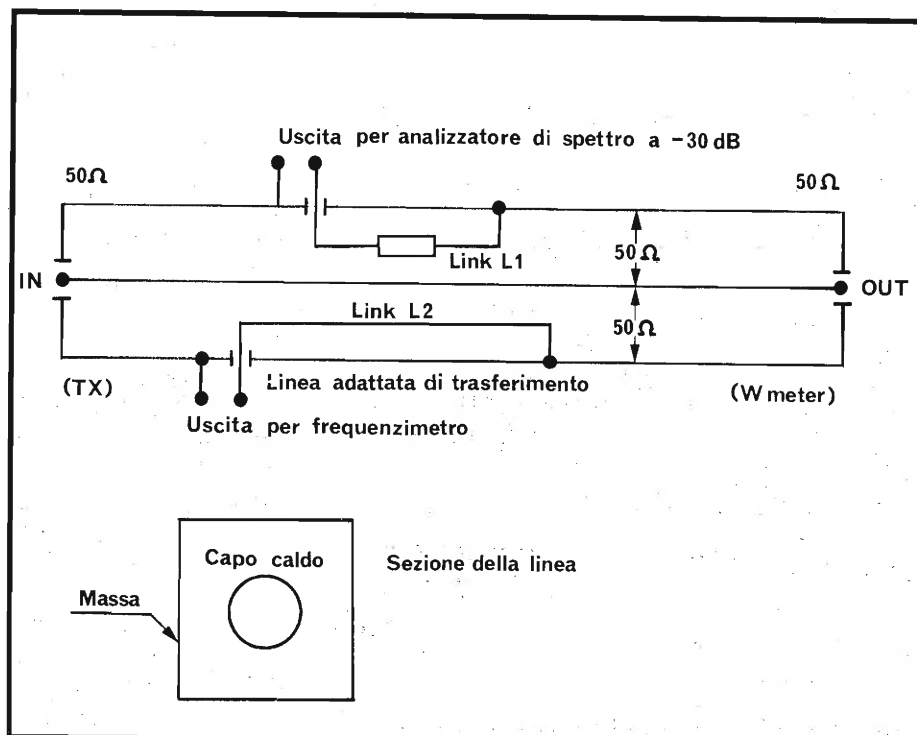 Uscita per analizzatore di spettro a -30 dB
50Ω
50Ω
Link L1
50Ω
IN
OUT
Link L2
50Ω
(TX)
Linea adattata di trasferimento
(W meter)
Uscita per frequenzimetro
Capo caldo
Sezione della linea
Massa